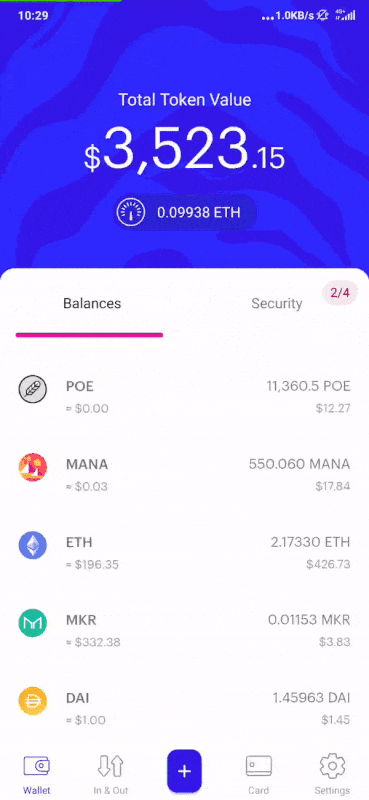 10:29
...1.0KB/s 4G+
Total Token Value
$3,523.15
0.09938 ETH
Balances
Security
2/4
POE
11,360.5 POE
≈ $0.00
$12.27
MANA
550.060 MANA
≈ $0.03
$17.84
ETH
2.17330 ETH
≈ $196.35
$426.73
MKR
0.01153 MKR
≈ $332.38
$3.83
DAI
1.45963 DAI
≈ $1.00
$1.45
Wallet
In & Out
+
Card
Settings